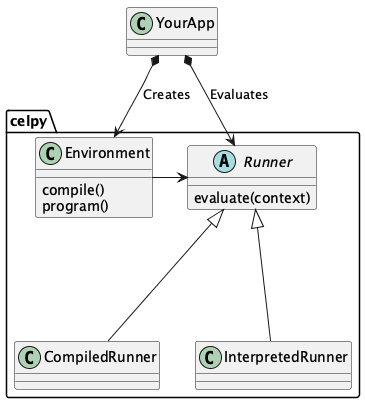 C YourApp
Creates
Evaluates
celpy
C Environment
compile()
program()
A Runner
evaluate(context)
C CompiledRunner
C InterpretedRunner